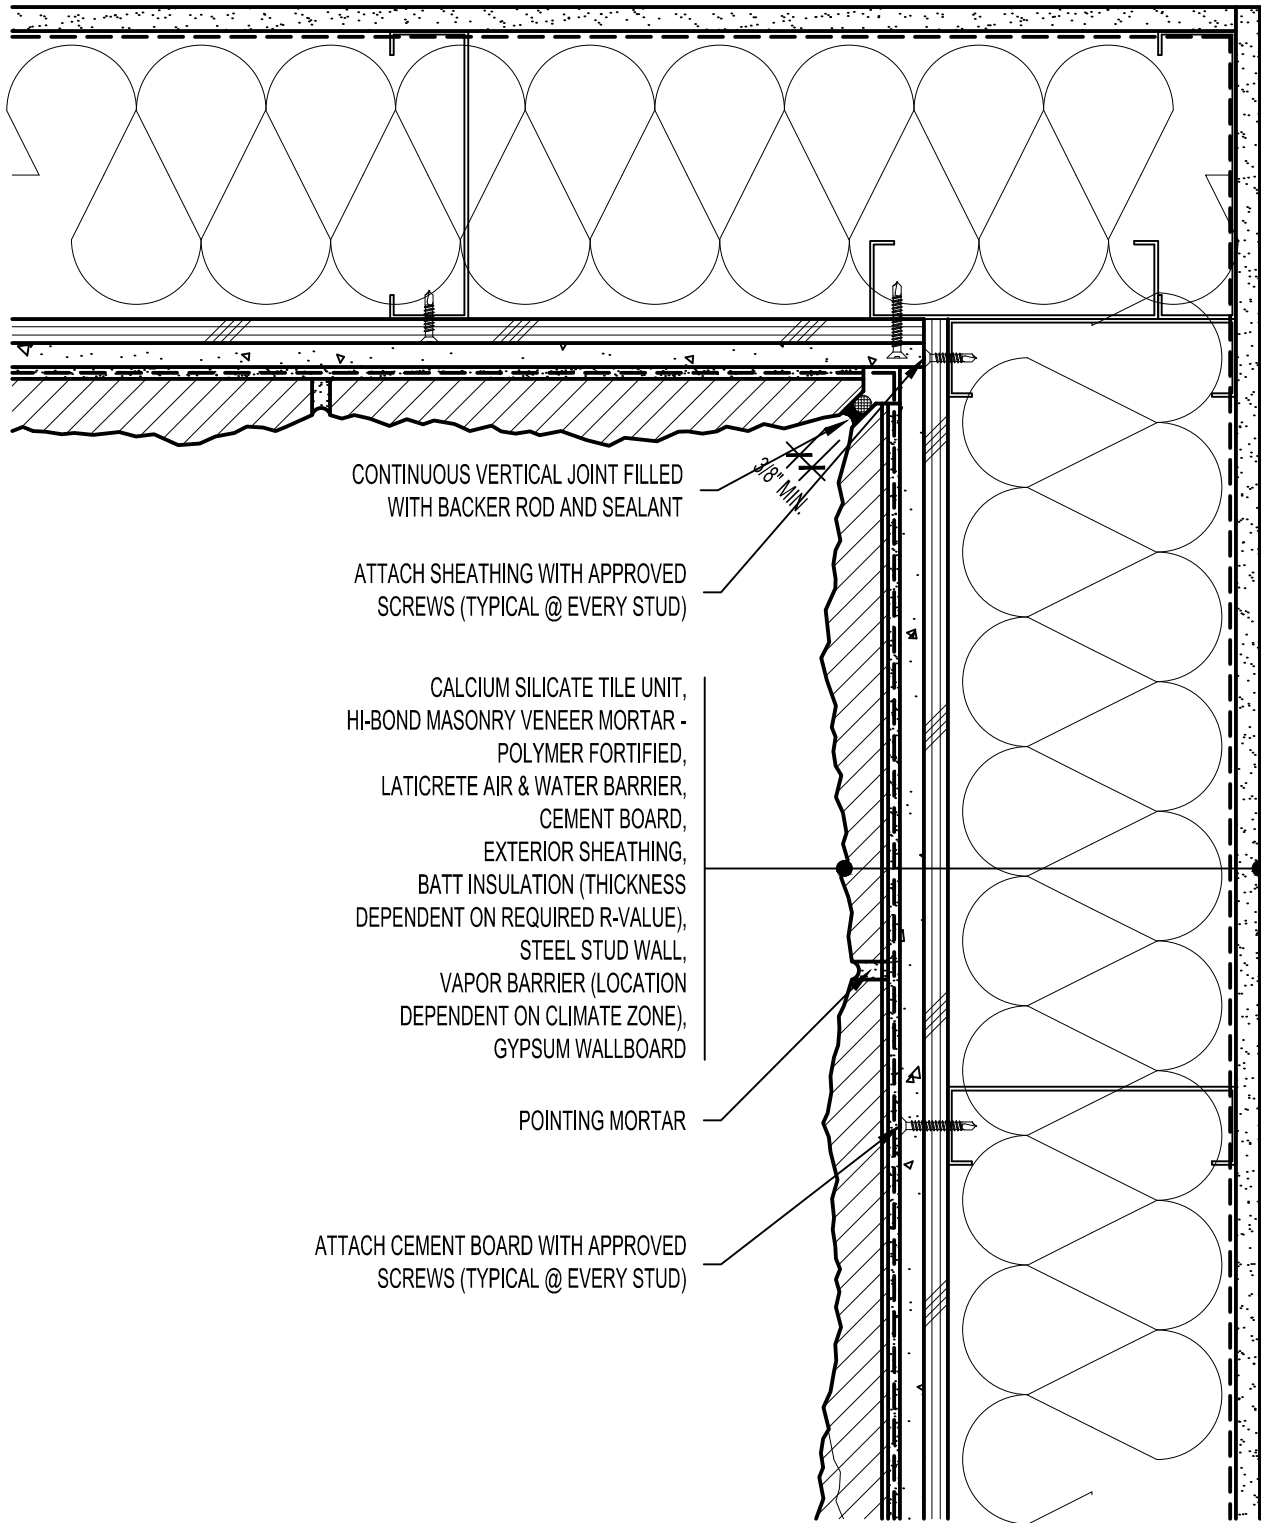 CONTINUOUS VERTICAL JOINT FILLED
WITH BACKER ROD AND SEALANT
3/8" MIN.
ATTACH SHEATHING WITH APPROVED
SCREWS (TYPICAL @ EVERY STUD)
CALCIUM SILICATE TILE UNIT,
HI-BOND MASONRY VENEER MORTAR -
POLYMER FORTIFIED,
LATICRETE AIR & WATER BARRIER,
CEMENT BOARD,
EXTERIOR SHEATHING,
BATT INSULATION (THICKNESS
DEPENDENT ON REQUIRED R-VALUE),
STEEL STUD WALL,
VAPOR BARRIER (LOCATION
DEPENDENT ON CLIMATE ZONE),
GYPSUM WALLBOARD
POINTING MORTAR
ATTACH CEMENT BOARD WITH APPROVED
SCREWS (TYPICAL @ EVERY STUD)